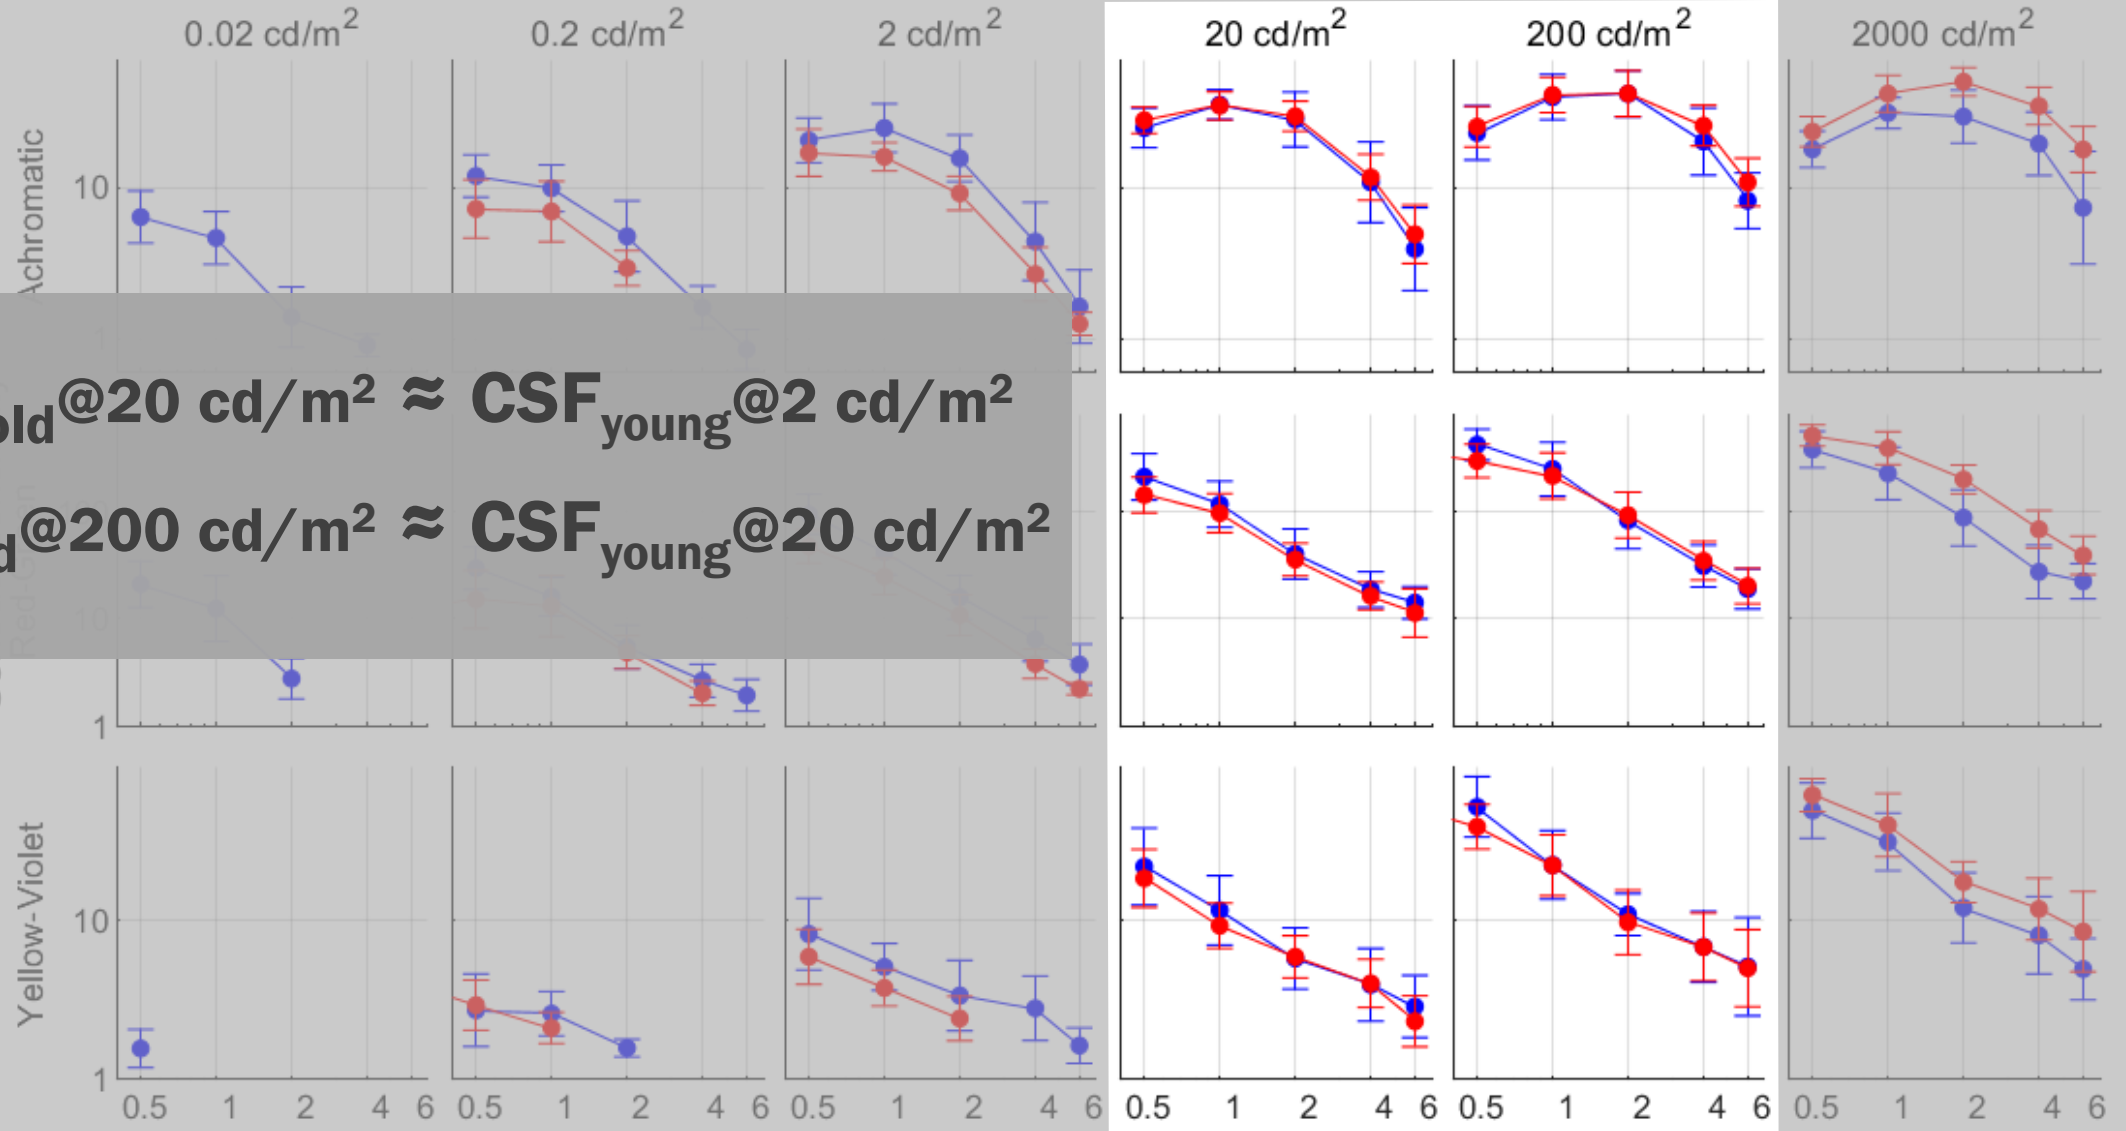 0.02 cd/m² 0.2 cd/m² 2 cd/m² 20 cd/m² 200 cd/m² 2000 cd/m²
Achromatic
10
1
old@20 cd/m² ≈ CSFyoung@2 cd/m²
d@200 cd/m² ≈ CSFyoung@20 cd/m²
10
1
Yellow-Violet
10
1
0.5 1 2 4 6 0.5 1 2 4 6 0.5 1 2 4 6 0.5 1 2 4 6 0.5 1 2 4 6 0.5 1 2 4 6